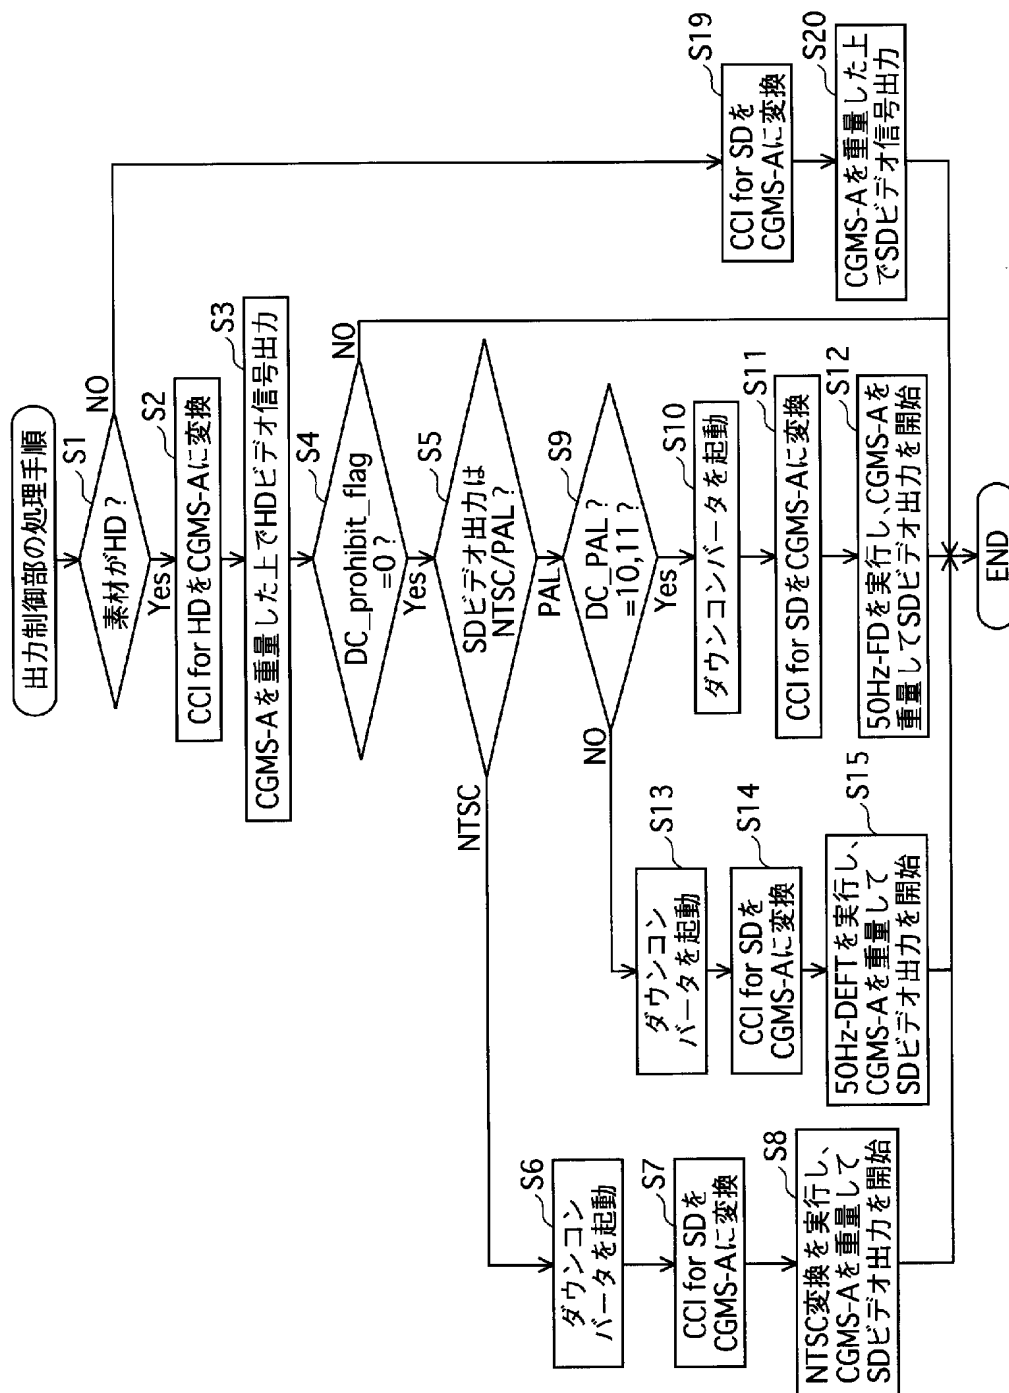 出力制御部の処理手順
S1
素材がHD？
NO
Yes
S2
CCI for HDをCGMS-Aに変換
S3
CGMS-Aを重量した上でHDビデオ信号出力
S4
DC_prohibit_flag
=0？
NO
Yes
S5
SDビデオ出力は
NTSC/PAL？
NTSC
PAL
S9
DC_PAL？
=10,11？
NO
Yes
S10
ダウンコンバータを起動
S11
CCI for SDをCGMS-Aに変換
S12
50Hz-FDを実行し、CGMS-Aを
重量してSDビデオ出力を開始
S13
ダウンコン
バータを起動
S14
CCI for SDを
CGMS-Aに変換
S15
50Hz-DEFTを実行し、
CGMS-Aを重量して
SDビデオ出力を開始
S6
ダウンコン
バータを起動
S7
CCI for SDを
CGMS-Aに変換
S8
NTSC変換を実行し、
CGMS-Aを重量して
SDビデオ出力を開始
S19
CCI for SDを
CGMS-Aに変換
S20
CGMS-Aを重量した上
でSDビデオ信号出力
END